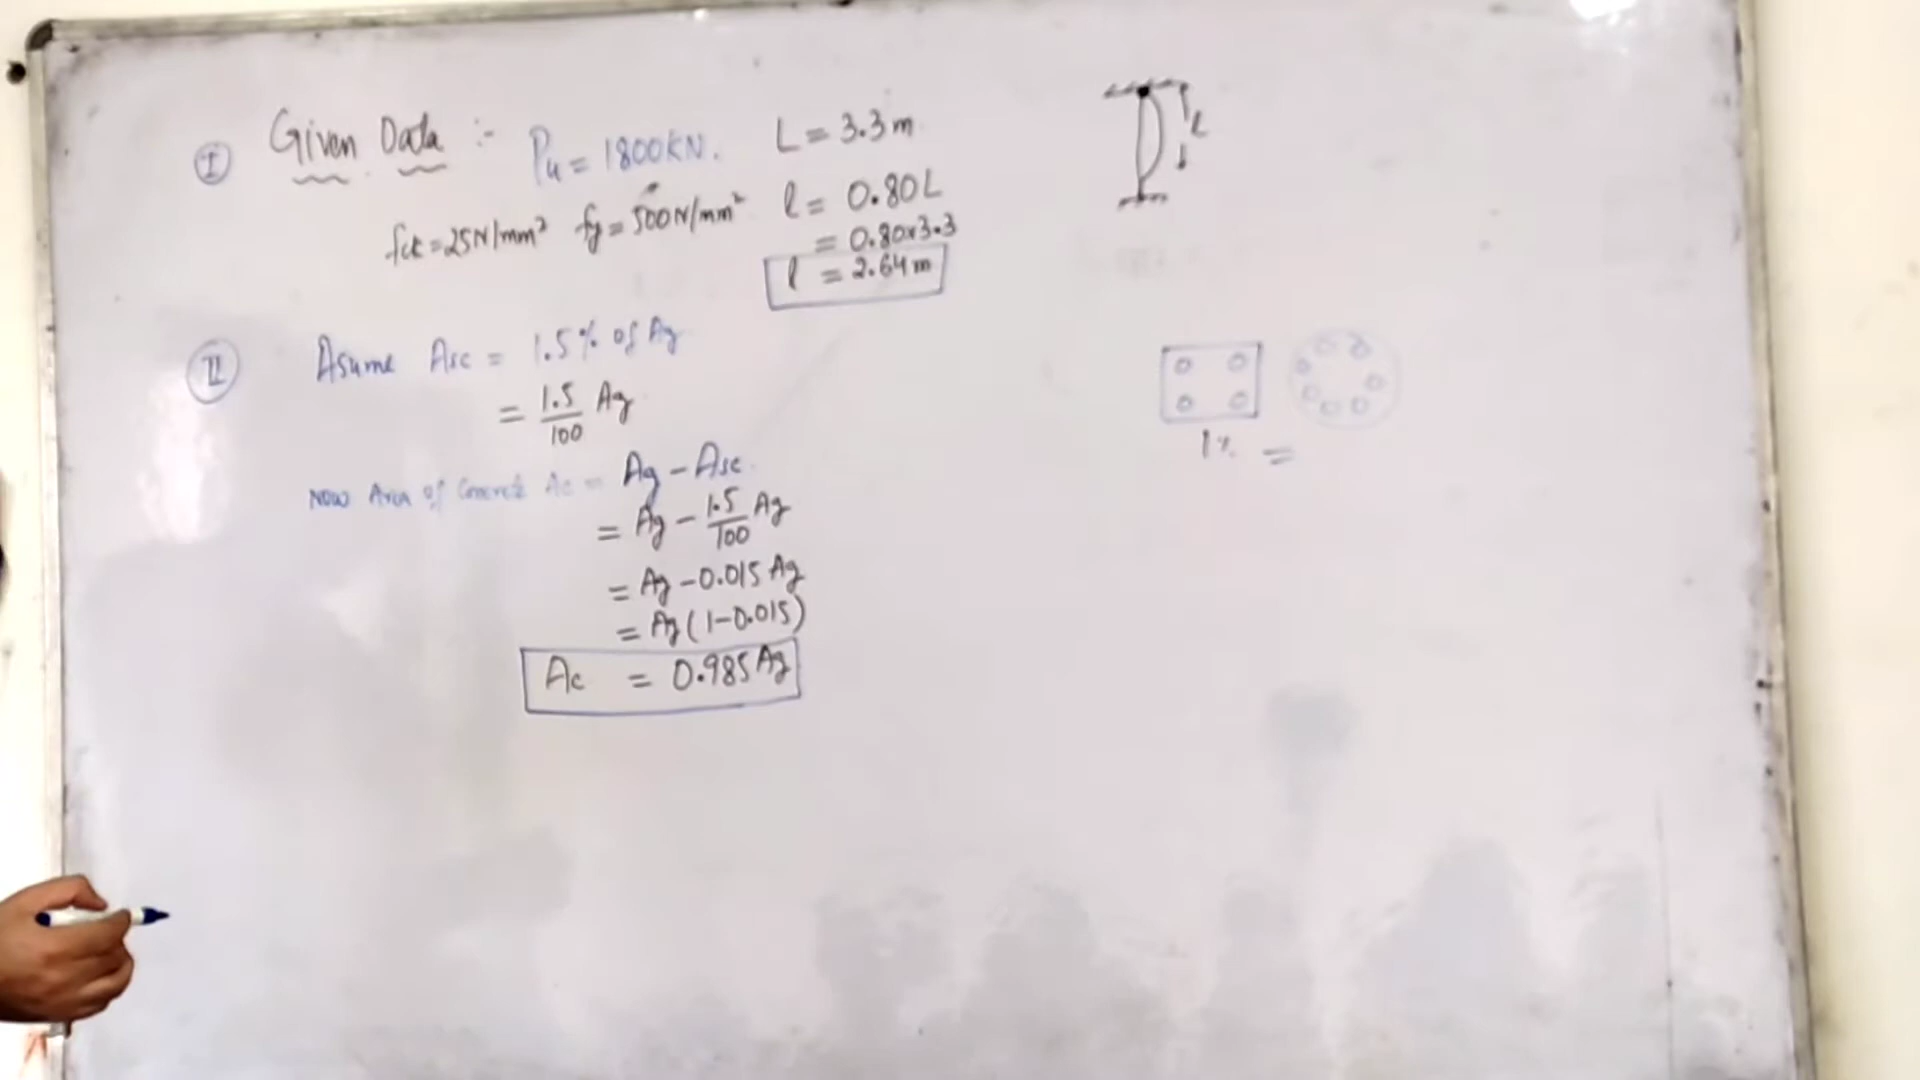 I Given Data :- Pu = 1800KN. L = 3.3m
fck = 25N/mm² fy = 500N/mm² l = 0.80L
= 0.80x3.3
l = 2.64m
L
II Asume Asc = 1.5% of Ag
= 1.5/100 Ag
Now Area of Concrete Ac = Ag - Asc.
= Ag - 1.5/100 Ag
= Ag - 0.015 Ag
= Ag (1-0.015)
Ac = 0.985 Ag
1% =